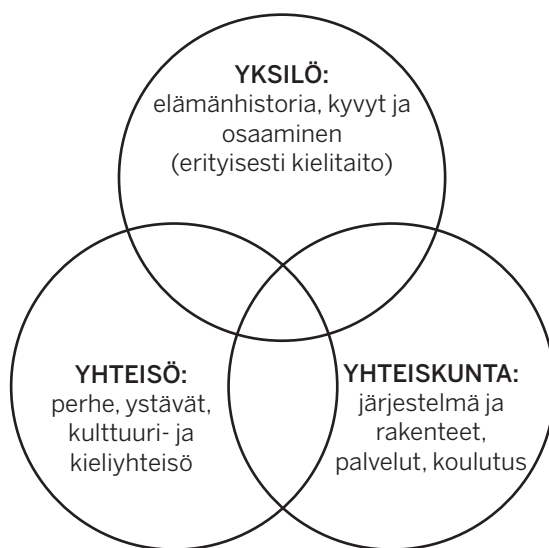 YKSILÖ:
elämänhistoria, kyvyt ja
osaaminen
(erityisesti kielitaito)
YHTEISÖ:
perhe, ystävät,
kulttuuri- ja
kieliyhteisö
YHTEISKUNTA:
järjestelmä ja
rakenteet,
palvelut, koulutus